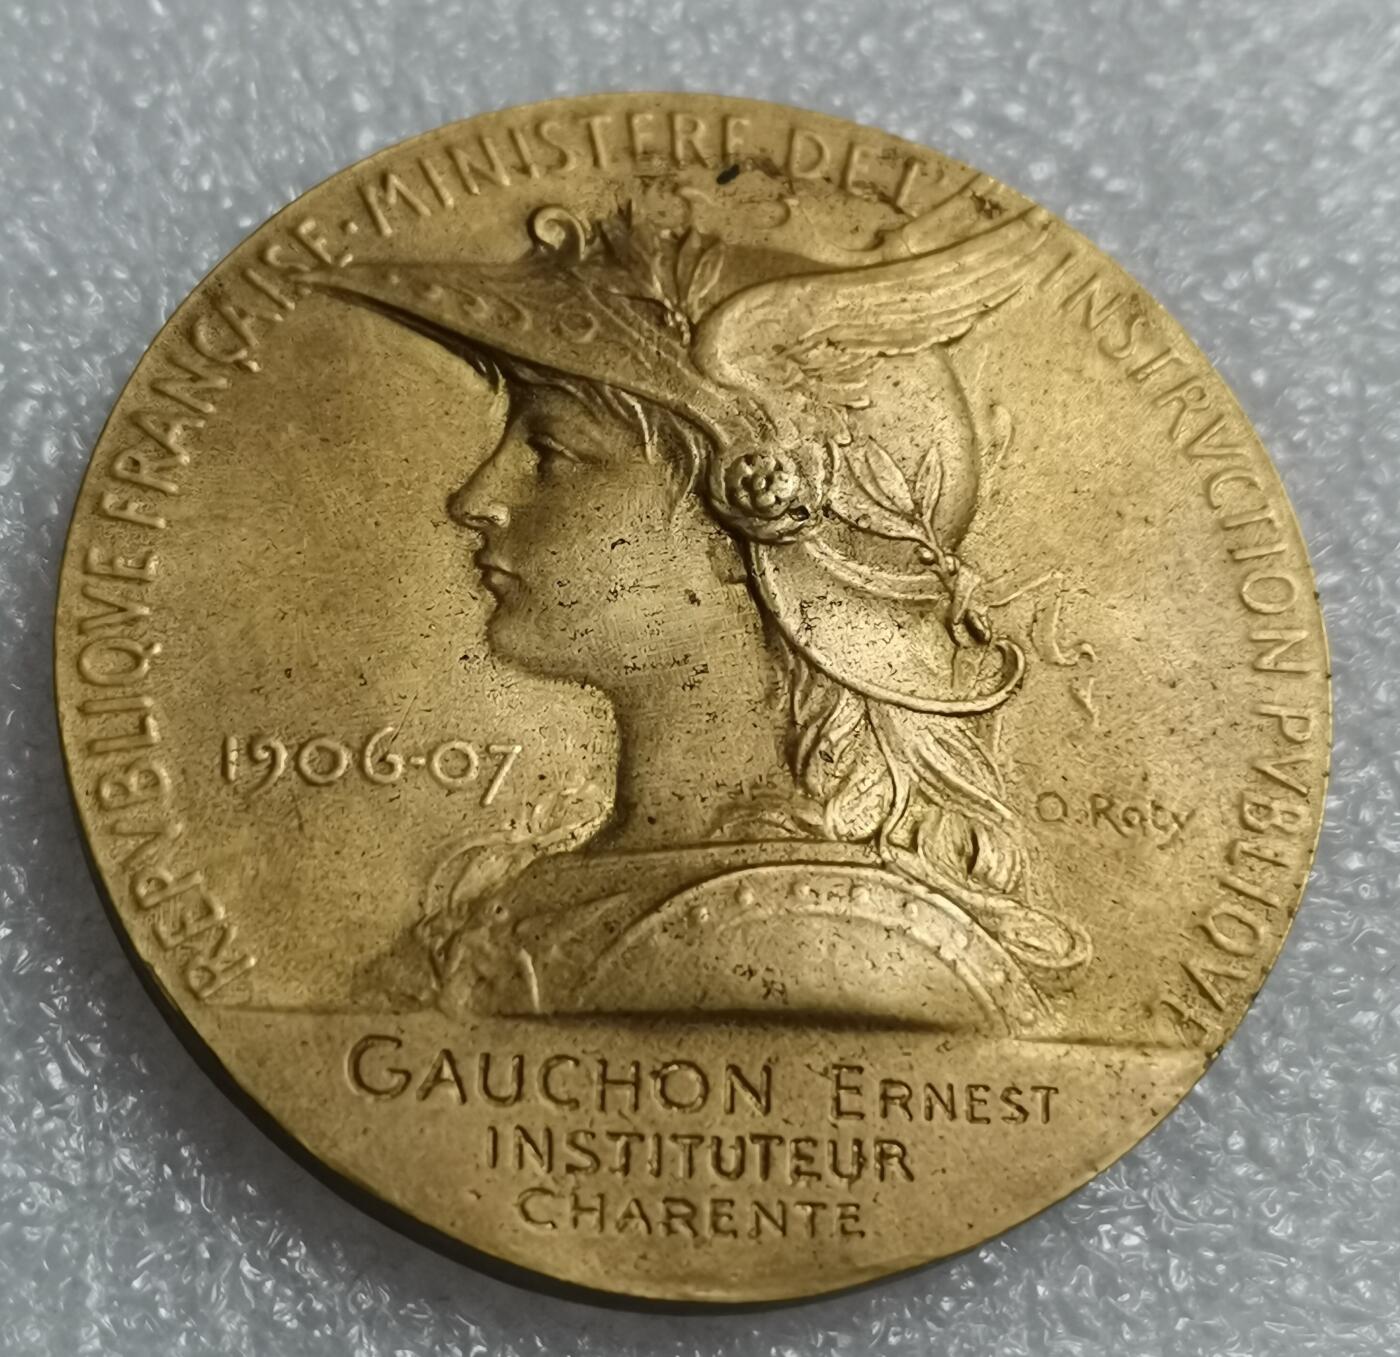 REPVBLIQVE FRANÇAISE · MINISTERE DE L'INSTRVCTION PVBLIQVE
1906-07
O. Roty
GAUCHON ERNEST
INSTITUTEUR
CHARENTE